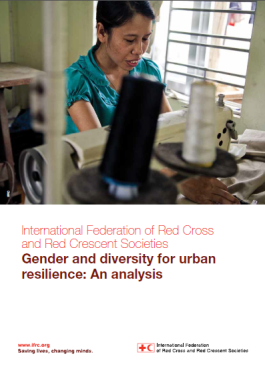 International Federation of Red Cross
and Red Crescent Societies
Gender and diversity for urban
resilience: An analysis
www.ifrc.org
Saving lives, changing minds.
International Federation
of Red Cross and Red Crescent Societies